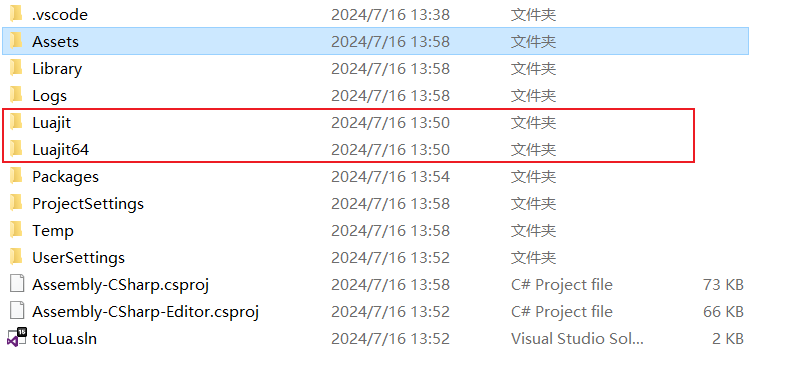 .vscode 2024/7/16 13:38 文件夹
Assets 2024/7/16 13:58 文件夹
Library 2024/7/16 13:58 文件夹
Logs 2024/7/16 13:58 文件夹
Luajit 2024/7/16 13:50 文件夹
Luajit64 2024/7/16 13:50 文件夹
Packages 2024/7/16 13:54 文件夹
ProjectSettings 2024/7/16 13:58 文件夹
Temp 2024/7/16 13:58 文件夹
UserSettings 2024/7/16 13:52 文件夹
Assembly-CSharp.csproj 2024/7/16 13:58 C# Project file 73 KB
Assembly-CSharp-Editor.csproj 2024/7/16 13:52 C# Project file 66 KB
toLua.sln 2024/7/16 13:52 Visual Studio Sol... 2 KB